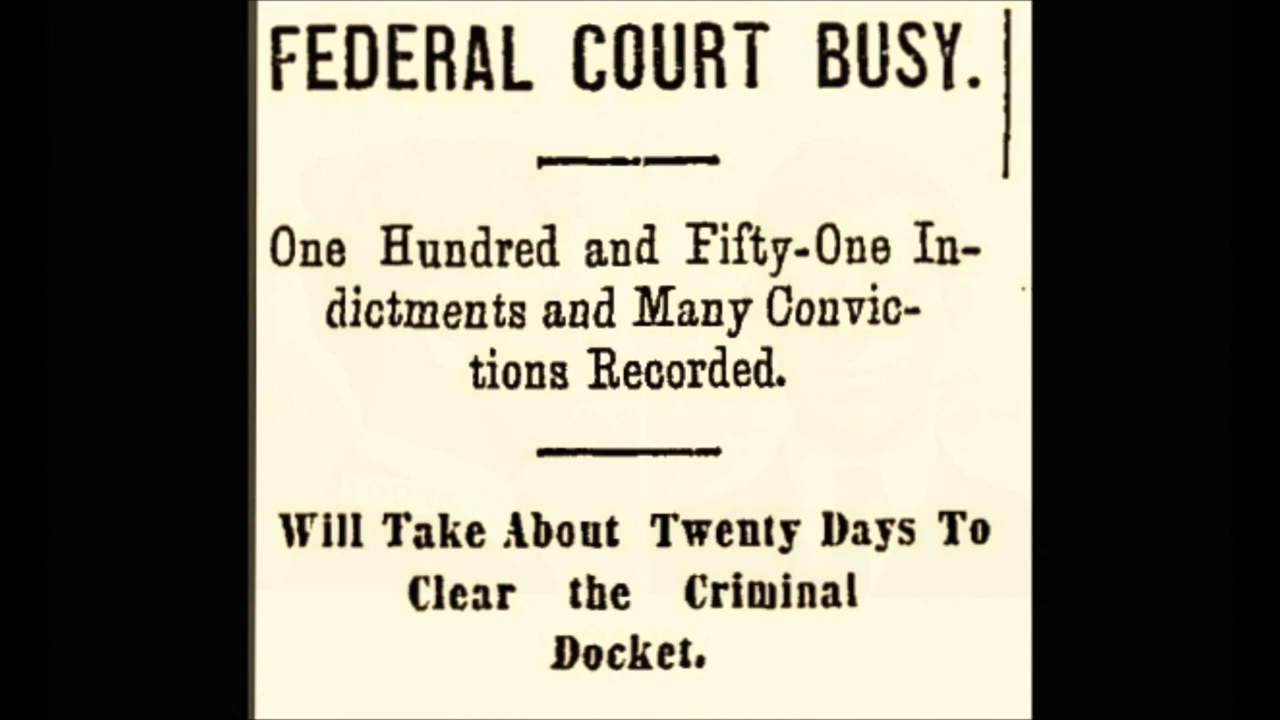 FEDERAL COURT BUSY.
One Hundred and Fifty-One In-
dictments and Many Convic-
tions Recorded.
Will Take About Twenty Days To
Clear the Criminal
Docket.